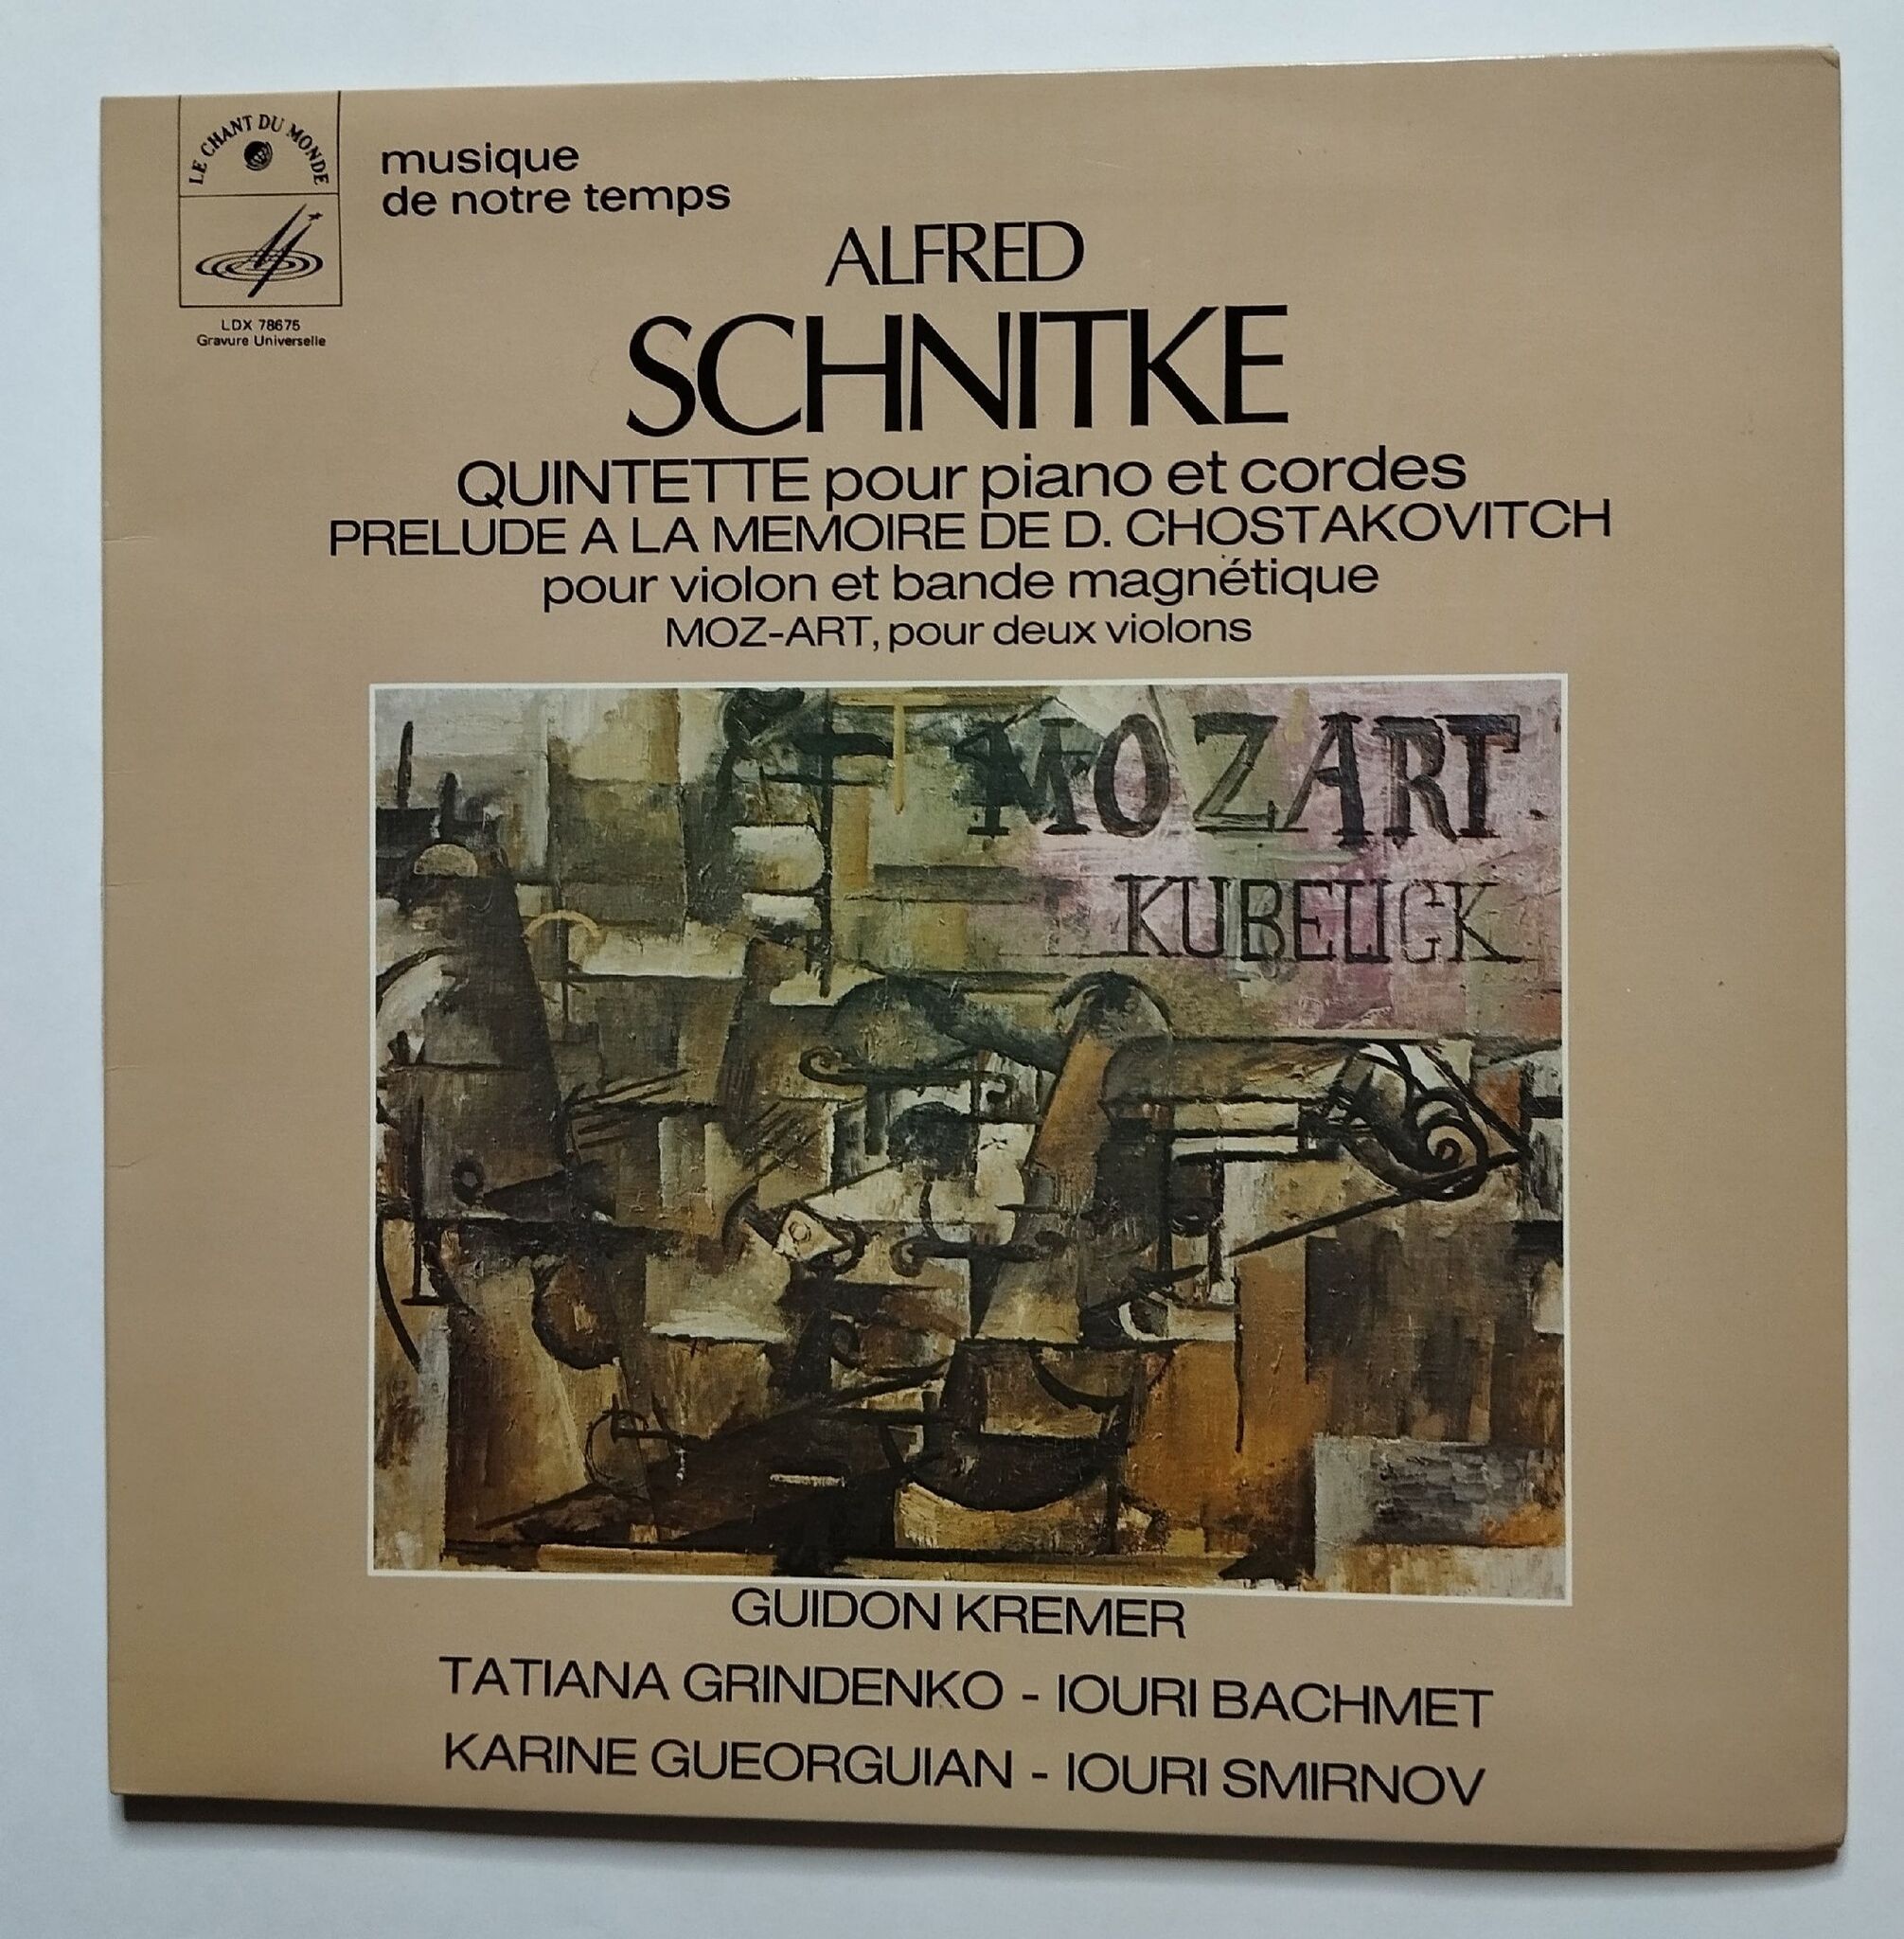 LE CHANT DU MONDE
LDX 78675
Gravure Universelle
musique
de notre temps
ALFRED
SCHNITKE
QUINTETTE pour piano et cordes
PRELUDE A LA MEMOIRE DE D. CHOSTAKOVITCH
pour violon et bande magnétique
MOZ-ART, pour deux violons
MOZART
KUBELICK
GUIDON KREMER
TATIANA GRINDENKO - IOURI BACHMET
KARINE GUEORGUIAN - IOURI SMIRNOV